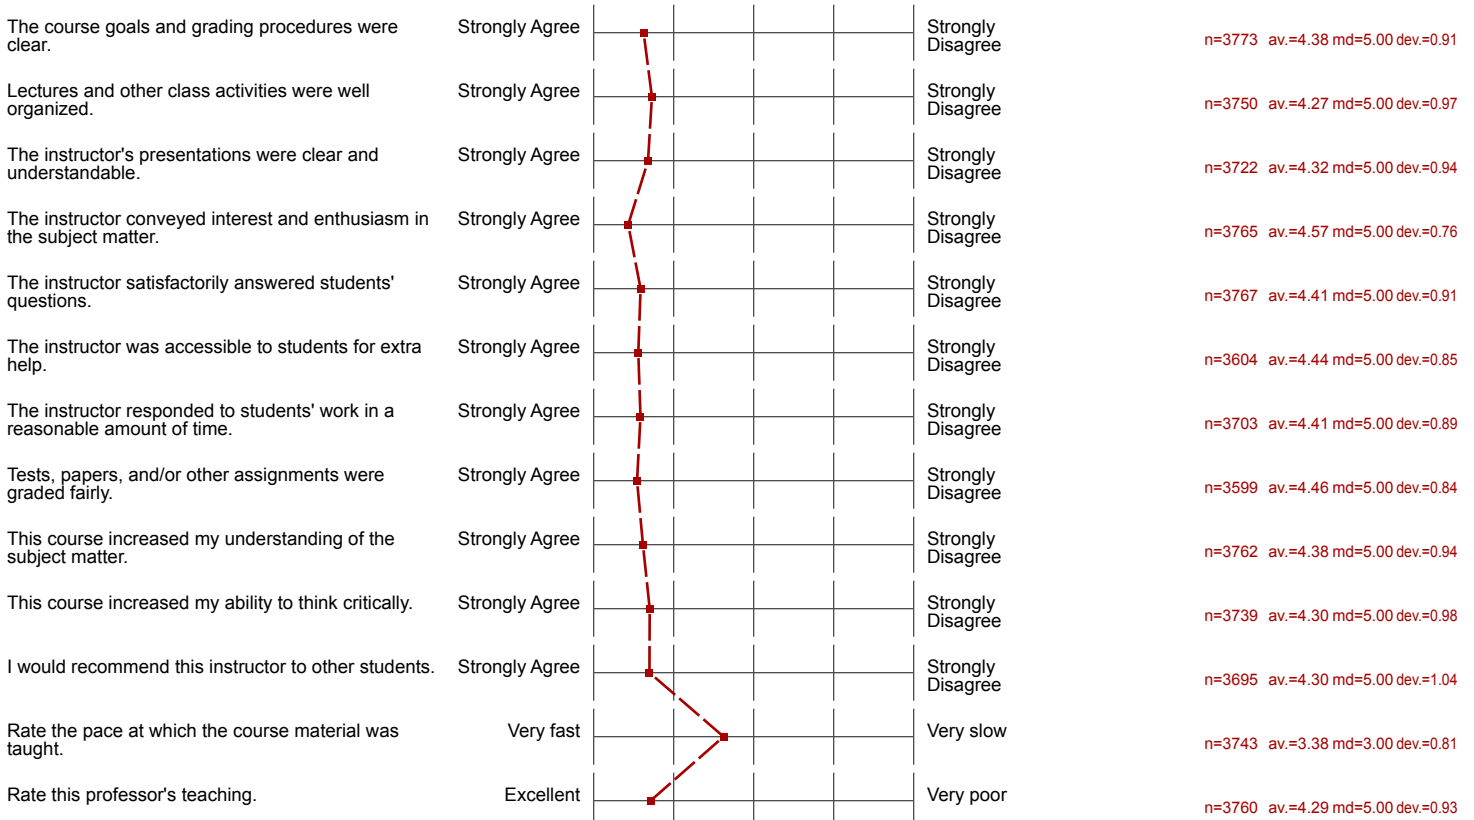 The course goals and grading procedures were
clear.
Strongly Agree
Strongly
Disagree
n=3773 av.=4.38 md=5.00 dev.=0.91
Lectures and other class activities were well
organized.
Strongly Agree
Strongly
Disagree
n=3750 av.=4.27 md=5.00 dev.=0.97
The instructor's presentations were clear and
understandable.
Strongly Agree
Strongly
Disagree
n=3722 av.=4.32 md=5.00 dev.=0.94
The instructor conveyed interest and enthusiasm in
the subject matter.
Strongly Agree
Strongly
Disagree
n=3765 av.=4.57 md=5.00 dev.=0.76
The instructor satisfactorily answered students'
questions.
Strongly Agree
Strongly
Disagree
n=3767 av.=4.41 md=5.00 dev.=0.91
The instructor was accessible to students for extra
help.
Strongly Agree
Strongly
Disagree
n=3604 av.=4.44 md=5.00 dev.=0.85
The instructor responded to students' work in a
reasonable amount of time.
Strongly Agree
Strongly
Disagree
n=3703 av.=4.41 md=5.00 dev.=0.89
Tests, papers, and/or other assignments were
graded fairly.
Strongly Agree
Strongly
Disagree
n=3599 av.=4.46 md=5.00 dev.=0.84
This course increased my understanding of the
subject matter.
Strongly Agree
Strongly
Disagree
n=3762 av.=4.38 md=5.00 dev.=0.94
This course increased my ability to think critically.
Strongly Agree
Strongly
Disagree
n=3739 av.=4.30 md=5.00 dev.=0.98
I would recommend this instructor to other students.
Strongly Agree
Strongly
Disagree
n=3695 av.=4.30 md=5.00 dev.=1.04
Rate the pace at which the course material was
taught.
Very fast
Very slow
n=3743 av.=3.38 md=3.00 dev.=0.81
Rate this professor's teaching.
Excellent
Very poor
n=3760 av.=4.29 md=5.00 dev.=0.93